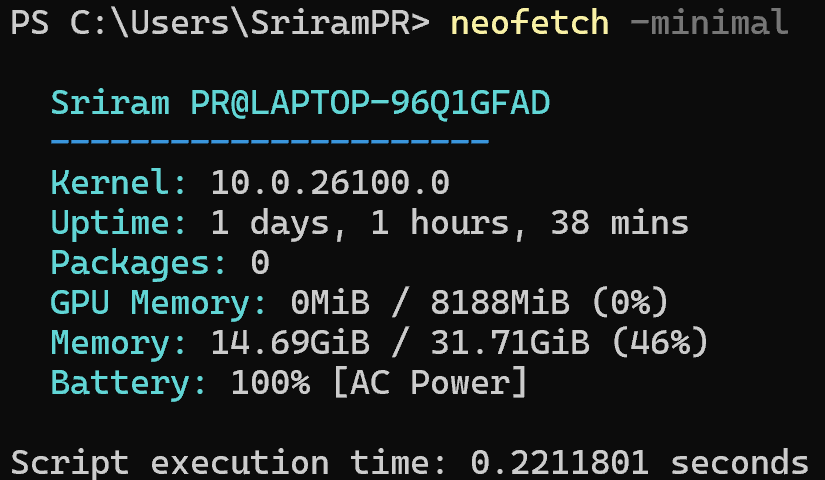 PS C:\Users\SriramPR> neofetch -minimal
Sriram PR@LAPTOP-96Q1GFAD
----------------------
Kernel: 10.0.26100.0
Uptime: 1 days, 1 hours, 38 mins
Packages: 0
GPU Memory: 0MiB / 8188MiB (0%)
Memory: 14.69GiB / 31.71GiB (46%)
Battery: 100% [AC Power]
Script execution time: 0.2211801 seconds